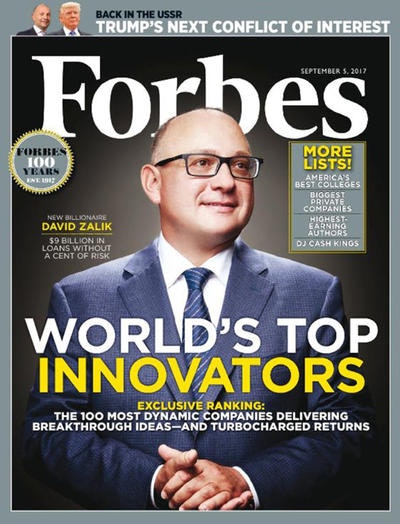 BACK IN THE USSR
TRUMP'S NEXT CONFLICT OF INTEREST
SEPTEMBER 5, 2017
Forbes
FORBES
100
YEARS
EST. 1917
MORE
LISTS!
AMERICA'S
BEST COLLEGES
BIGGEST
PRIVATE
COMPANIES
HIGHEST-
EARNING
AUTHORS
DJ CASH KINGS
NEW BILLIONAIRE
DAVID ZALIK
$9 BILLION IN
LOANS WITHOUT
A CENT OF RISK
WORLD'S TOP
INNOVATORS
EXCLUSIVE RANKING:
THE 100 MOST DYNAMIC COMPANIES DELIVERING
BREAKTHROUGH IDEAS—AND TURBOCHARGED RETURNS